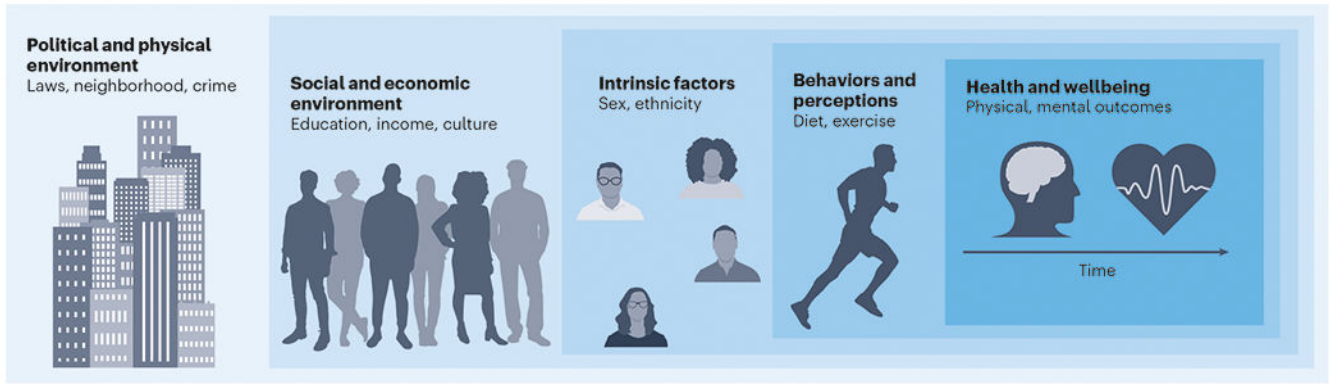 Political and physical
environment
Laws, neighborhood, crime
Social and economic
environment
Education, income, culture
Intrinsic factors
Sex, ethnicity
Behaviors and
perceptions
Diet, exercise
Health and wellbeing
Physical, mental outcomes
Time